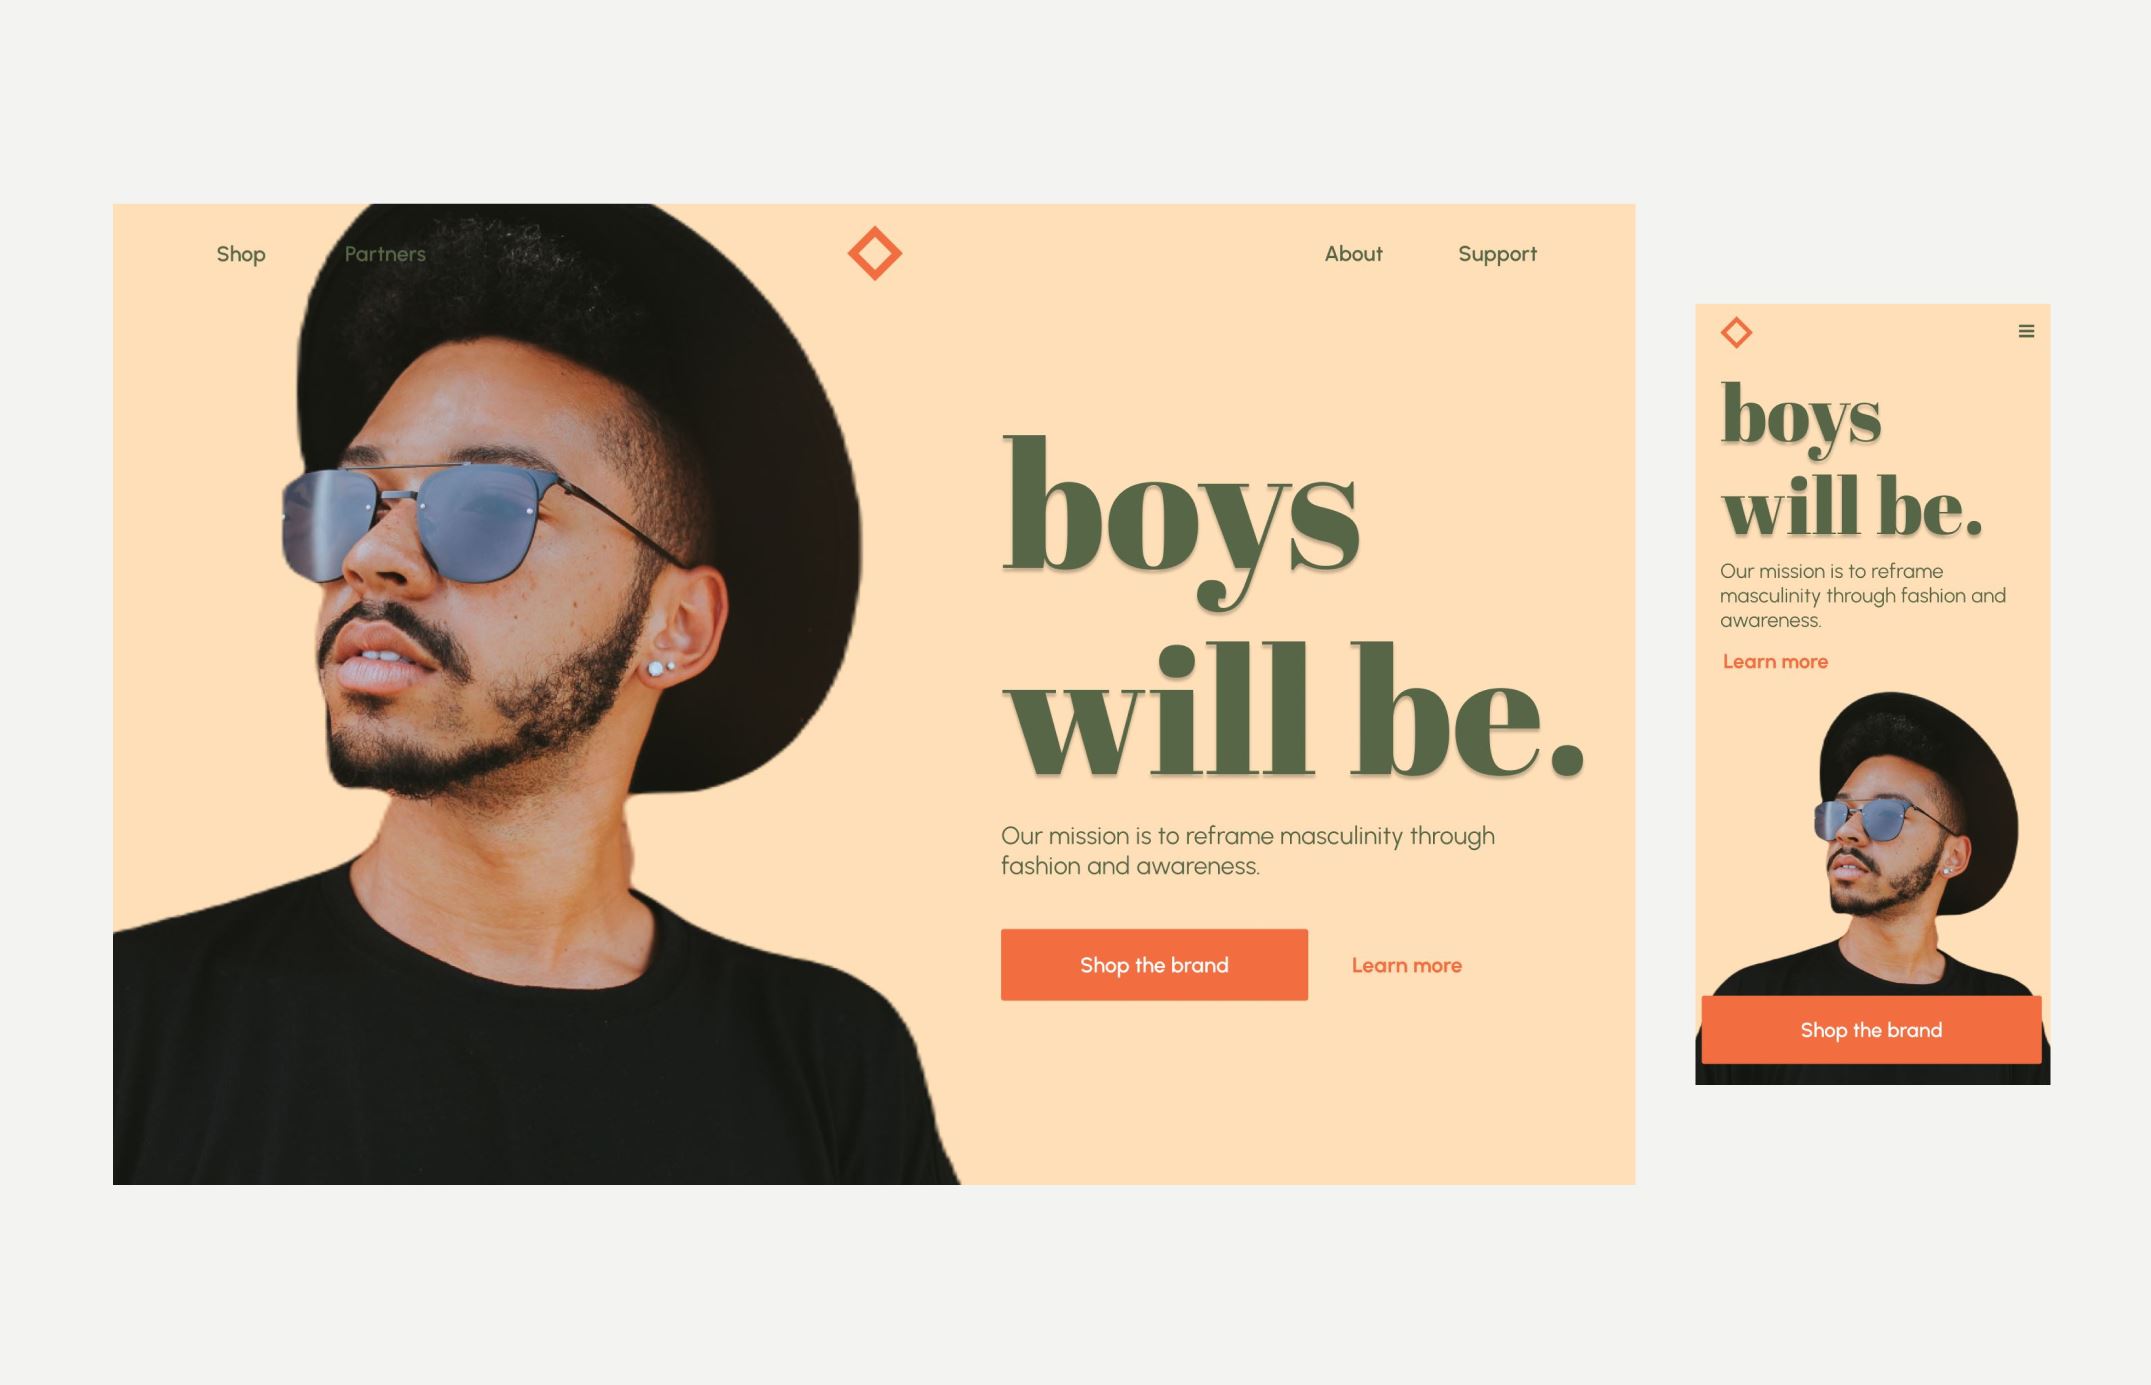 Shop
Partners
About
Support
boys
will be.
Our mission is to reframe masculinity through
fashion and awareness.
Shop the brand
Learn more
boys
will be.
Our mission is to reframe
masculinity through fashion and
awareness.
Learn more
Shop the brand